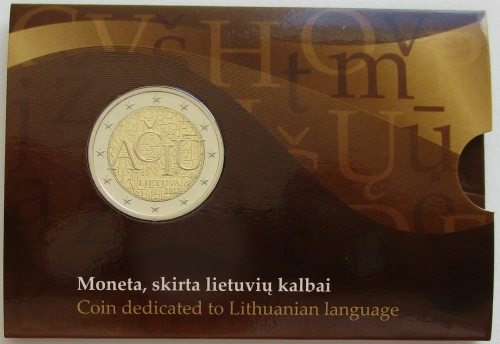 AČIŪ
LIETUVA
Moneta, skirta lietuvių kalbai
Coin dedicated to Lithuanian language